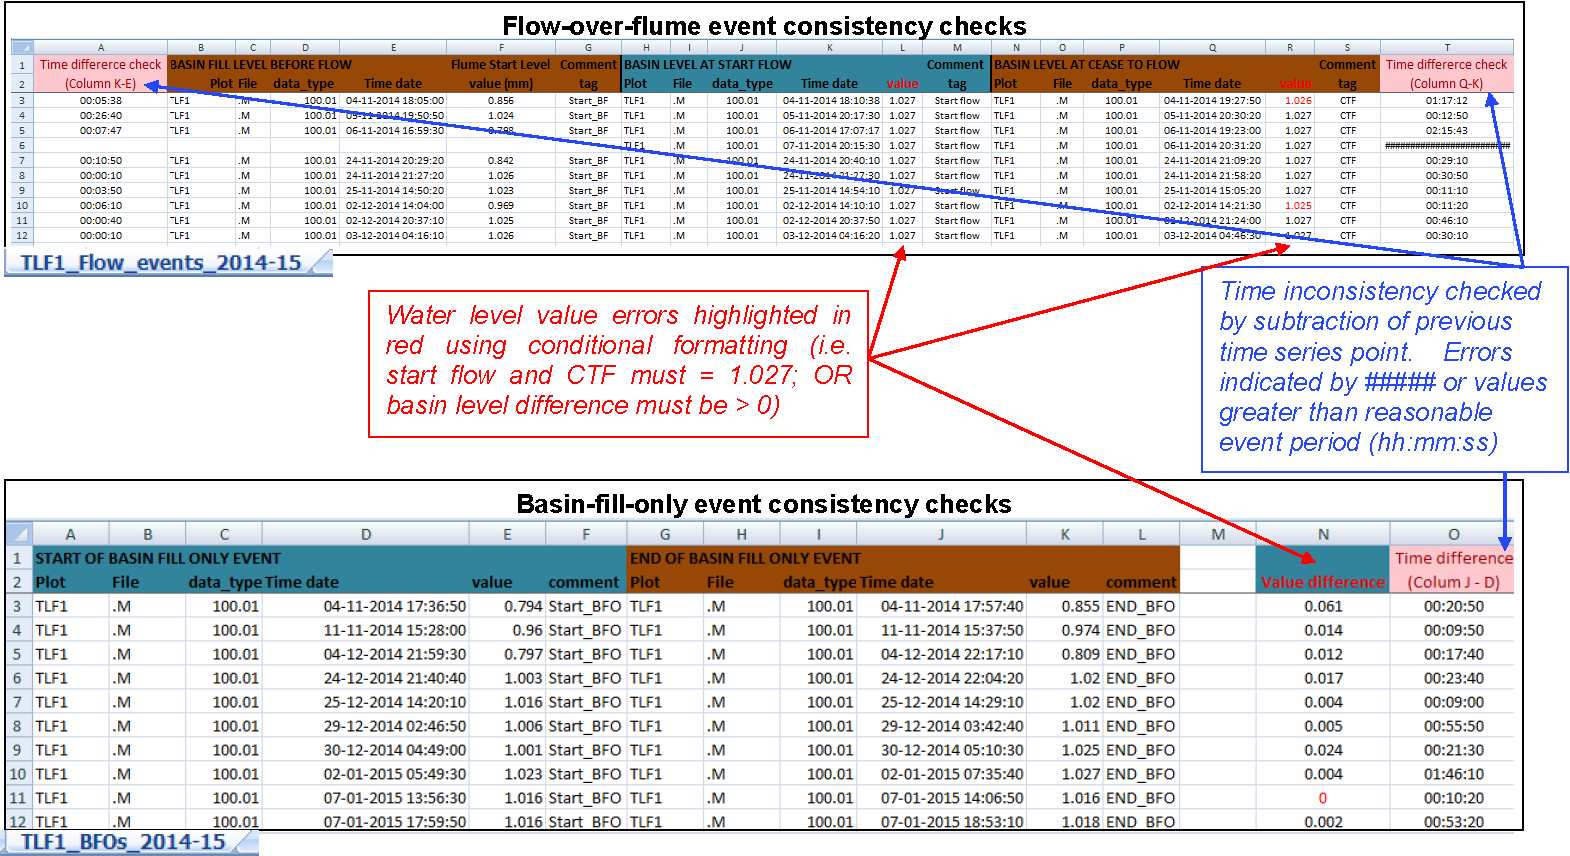 Flow-over-flume event consistency checks
A B C D E F G H I J K L M N O P Q R S T
1 Time difference check BASIN FILL LEVEL BEFORE FLOW Flume Start Level Comment BASIN LEVEL AT START FLOW Comment BASIN LEVEL AT CEASE TO FLOW Comment Time difference check
2 (Column K-E) Plot File data_type Time date value (mm) tag Plot File data_type Time date value tag Plot File data_type Time date value tag (Column Q-K)
3 00:05:38 TLF1 .M 100.01 04-11-2014 18:05:00 0.856 Start_BF TLF1 .M 100.01 04-11-2014 18:10:38 1.027 Start flow TLF1 .M 100.01 04-11-2014 19:27:50 1.026 CTF 01:17:12
4 00:26:40 TLF1 .M 100.01 05-11-2014 19:50:50 1.024 Start_BF TLF1 .M 100.01 05-11-2014 20:17:30 1.027 Start flow TLF1 .M 100.01 05-11-2014 20:30:20 1.027 CTF 00:12:50
5 00:07:47 TLF1 .M 100.01 06-11-2014 16:59:30 0.798 Start_BF TLF1 .M 100.01 06-11-2014 17:07:17 1.027 Start flow TLF1 .M 100.01 06-11-2014 19:23:00 1.027 CTF 02:15:43
6 TLF1 .M 100.01 07-11-2014 20:15:30 1.027 Start flow TLF1 .M 100.01 06-11-2014 20:31:20 1.027 CTF ########################
7 00:10:50 TLF1 .M 100.01 24-11-2014 20:29:20 0.842 Start_BF TLF1 .M 100.01 24-11-2014 20:40:10 1.027 Start flow TLF1 .M 100.01 24-11-2014 21:09:20 1.027 CTF 00:29:10
8 00:00:10 TLF1 .M 100.01 24-11-2014 21:27:20 1.026 Start_BF TLF1 .M 100.01 24-11-2014 21:27:30 1.027 Start flow TLF1 .M 100.01 24-11-2014 21:58:20 1.027 CTF 00:30:50
9 00:03:50 TLF1 .M 100.01 25-11-2014 14:50:20 1.023 Start_BF TLF1 .M 100.01 25-11-2014 14:54:10 1.027 Start flow TLF1 .M 100.01 25-11-2014 15:05:20 1.027 CTF 00:11:10
10 00:06:10 TLF1 .M 100.01 02-12-2014 14:04:00 0.969 Start_BF TLF1 .M 100.01 02-12-2014 14:10:10 1.027 Start flow TLF1 .M 100.01 02-12-2014 14:21:30 1.025 CTF 00:11:20
11 00:00:40 TLF1 .M 100.01 02-12-2014 20:37:10 1.025 Start_BF TLF1 .M 100.01 02-12-2014 20:37:50 1.027 Start flow TLF1 .M 100.01 02-12-2014 21:24:00 1.027 CTF 00:46:10
12 00:00:10 TLF1 .M 100.01 03-12-2014 04:16:10 1.026 Start_BF TLF1 .M 100.01 03-12-2014 04:16:20 1.027 Start flow TLF1 .M 100.01 03-12-2014 04:46:30 1.027 CTF 00:30:10
TLF1_Flow_events_2014-15
Water level value errors highlighted in
red using conditional formatting (i.e.
start flow and CTF must = 1.027; OR
basin level difference must be > 0)
Time inconsistency checked
by subtraction of previous
time series point. Errors
indicated by ##### or values
greater than reasonable
event period (hh:mm:ss)
Basin-fill-only event consistency checks
A B C D E F G H I J K L M N O
1 START OF BASIN FILL ONLY EVENT END OF BASIN FILL ONLY EVENT Time difference
2 Plot File data_type Time date value comment Plot File data_type Time date value comment Value difference (Colum J - D)
3 TLF1 .M 100.01 04-11-2014 17:36:50 0.794 Start_BFO TLF1 .M 100.01 04-11-2014 17:57:40 0.855 END_BFO 0.061 00:20:50
4 TLF1 .M 100.01 11-11-2014 15:28:00 0.96 Start_BFO TLF1 .M 100.01 11-11-2014 15:37:50 0.974 END_BFO 0.014 00:09:50
5 TLF1 .M 100.01 04-12-2014 21:59:30 0.797 Start_BFO TLF1 .M 100.01 04-12-2014 22:17:10 0.809 END_BFO 0.012 00:17:40
6 TLF1 .M 100.01 24-12-2014 21:40:40 1.003 Start_BFO TLF1 .M 100.01 24-12-2014 22:04:20 1.02 END_BFO 0.017 00:23:40
7 TLF1 .M 100.01 25-12-2014 14:20:10 1.016 Start_BFO TLF1 .M 100.01 25-12-2014 14:29:10 1.02 END_BFO 0.004 00:09:00
8 TLF1 .M 100.01 29-12-2014 02:46:50 1.006 Start_BFO TLF1 .M 100.01 29-12-2014 03:42:40 1.011 END_BFO 0.005 00:55:50
9 TLF1 .M 100.01 30-12-2014 04:49:00 1.001 Start_BFO TLF1 .M 100.01 30-12-2014 05:10:30 1.025 END_BFO 0.024 00:21:30
10 TLF1 .M 100.01 02-01-2015 05:49:30 1.023 Start_BFO TLF1 .M 100.01 02-01-2015 07:35:40 1.027 END_BFO 0.004 01:46:10
11 TLF1 .M 100.01 07-01-2015 13:56:30 1.016 Start_BFO TLF1 .M 100.01 07-01-2015 14:06:50 1.016 END_BFO 0 00:10:20
12 TLF1 .M 100.01 07-01-2015 17:59:50 1.016 Start_BFO TLF1 .M 100.01 07-01-2015 18:53:10 1.018 END_BFO 0.002 00:53:20
TLF1_BFOs_2014-15